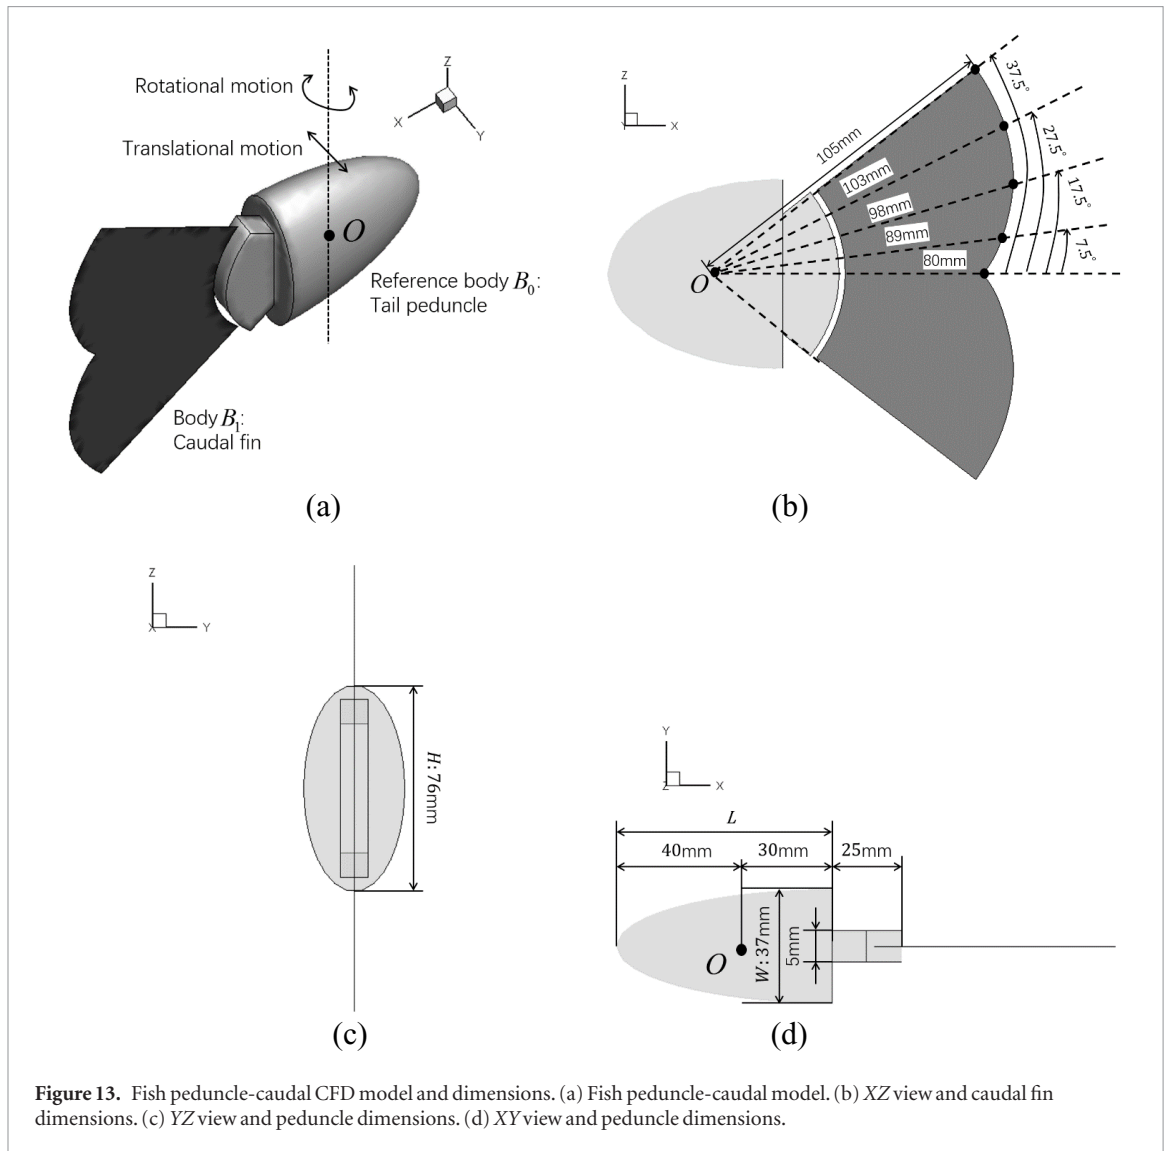 Rotational motion
Translational motion
Z
X
Y
O
Reference body B₀:
Tail peduncle
Body B₁:
Caudal fin
(a)
Z
Y
X
37.5°
27.5°
17.5°
7.5°
105mm
103mm
98mm
89mm
80mm
O
(b)
Z
X
Y
H:76mm
(c)
Y
Z
X
L
40mm
30mm
25mm
W:37mm
5mm
O
(d)
Figure 13. Fish peduncle-caudal CFD model and dimensions. (a) Fish peduncle-caudal model. (b) XZ view and caudal fin
dimensions. (c) YZ view and peduncle dimensions. (d) XY view and peduncle dimensions.